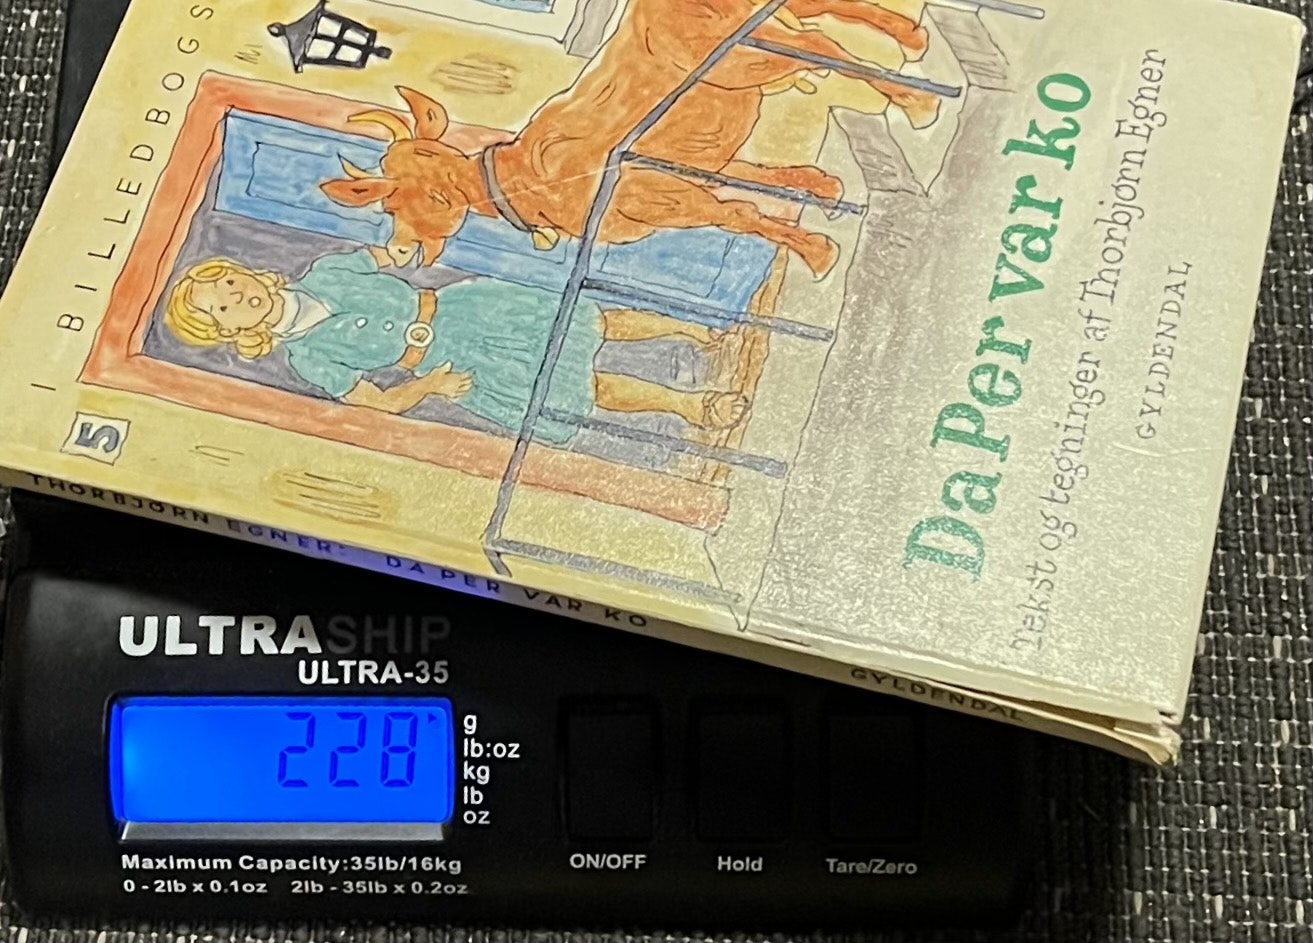 I BILLEDBOGS
5
Da Per var ko
Tekst og tegninger af Thorbjørn Egner
GYLDENDAL
THORBJØRN EGNER: DA PER VAR KO GYLDENDAL
ULTRASHIP
ULTRA-35
228
g
lb:oz
kg
lb
oz
Maximum Capacity:35lb/16kg
0 - 2lb x 0.1oz 2lb - 35lb x 0.2oz
ON/OFF
Hold
Tare/Zero